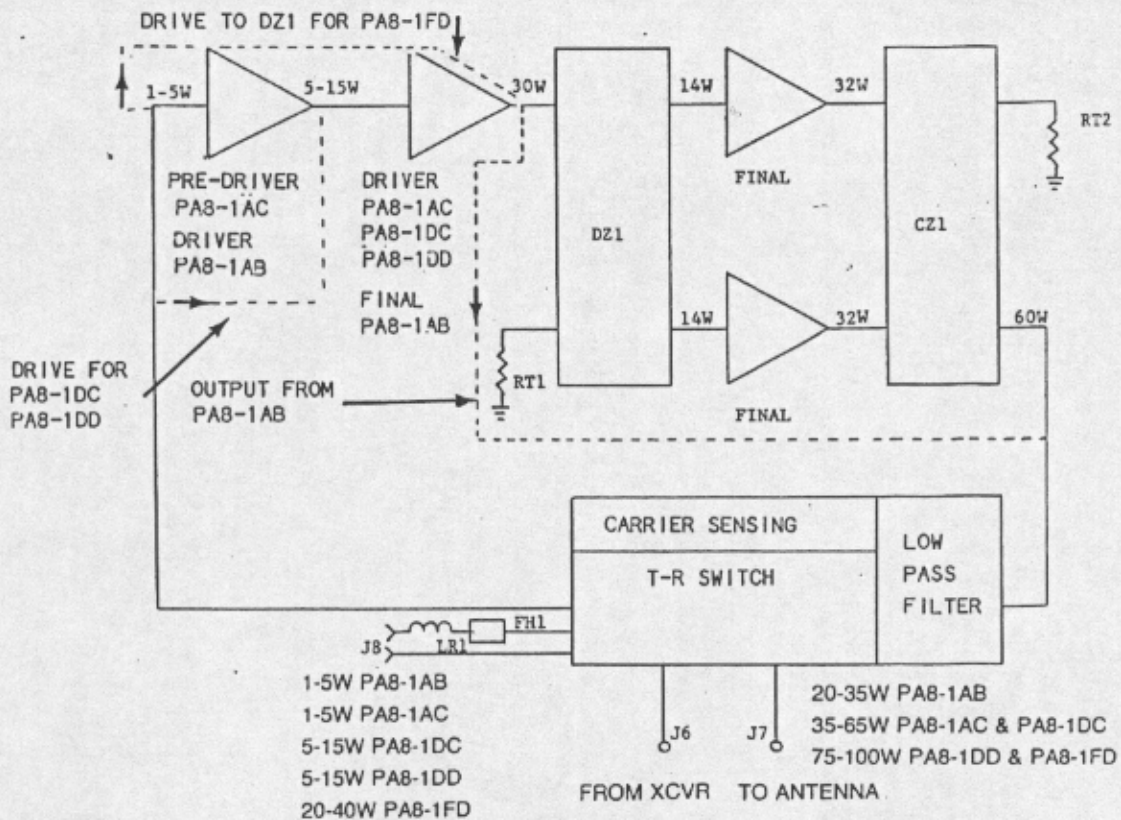 DRIVE TO DZ1 FOR PA8-1FD
1-5W
5-15W
30W
14W
32W
RT2
PRE-DRIVER
PA8-1AC
DRIVER
PA8-1AB
DRIVER
PA8-1AC
PA8-1DC
PA8-1DD
FINAL
PA8-1AB
FINAL
DZ1
CZ1
14W
32W
60W
RT1
FINAL
DRIVE FOR
PA8-1DC
PA8-1DD
OUTPUT FROM
PA8-1AB
CARRIER SENSING
T-R SWITCH
LOW
PASS
FILTER
FH1
J8
LR1
1-5W PA8-1AB
1-5W PA8-1AC
5-15W PA8-1DC
5-15W PA8-1DD
20-40W PA8-1FD
J6
J7
FROM XCVR
TO ANTENNA
20-35W PA8-1AB
35-65W PA8-1AC & PA8-1DC
75-100W PA8-1DD & PA8-1FD